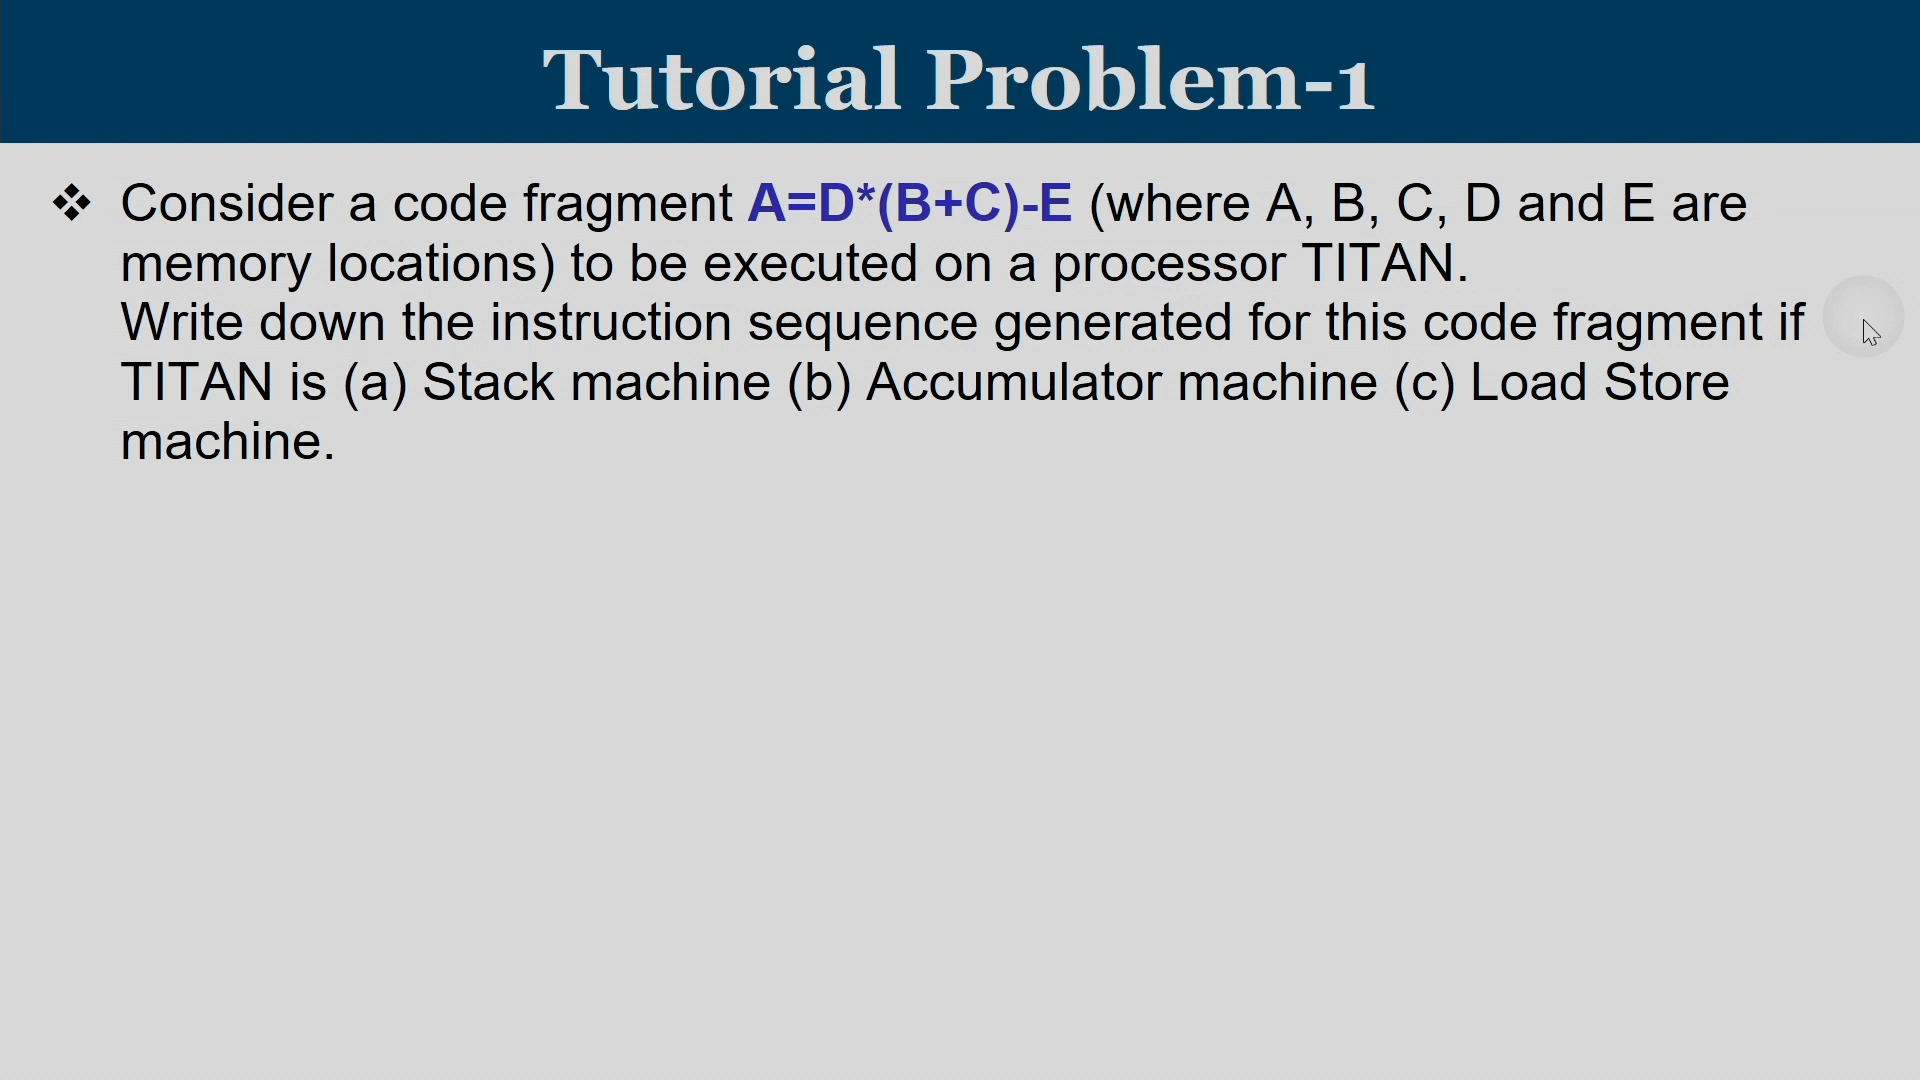 Tutorial Problem-1
❖ Consider a code fragment A=D*(B+C)-E (where A, B, C, D and E are
memory locations) to be executed on a processor TITAN.
Write down the instruction sequence generated for this code fragment if
TITAN is (a) Stack machine (b) Accumulator machine (c) Load Store
machine.